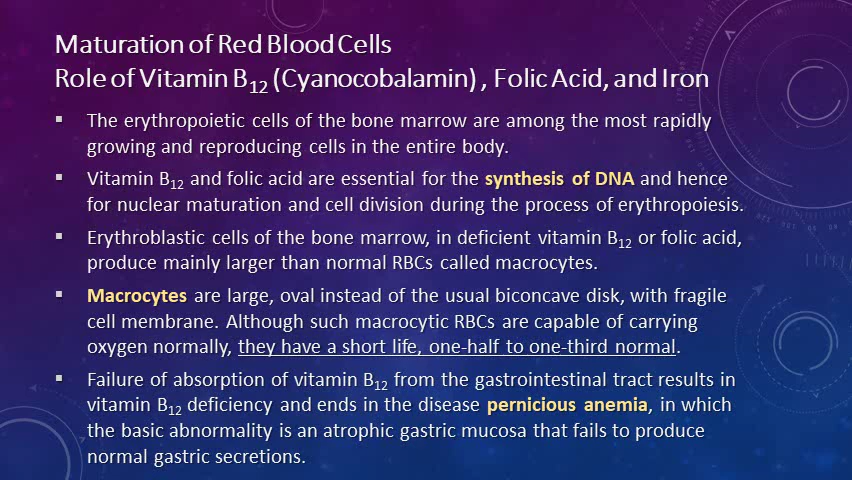 Maturation of Red Blood Cells
Role of Vitamin B12 (Cyanocobalamin) , Folic Acid, and Iron
▪ The erythropoietic cells of the bone marrow are among the most rapidly
growing and reproducing cells in the entire body.
▪ Vitamin B12 and folic acid are essential for the synthesis of DNA and hence
for nuclear maturation and cell division during the process of erythropoiesis.
▪ Erythroblastic cells of the bone marrow, in deficient vitamin B12 or folic acid,
produce mainly larger than normal RBCs called macrocytes.
▪ Macrocytes are large, oval instead of the usual biconcave disk, with fragile
cell membrane. Although such macrocytic RBCs are capable of carrying
oxygen normally, they have a short life, one-half to one-third normal.
▪ Failure of absorption of vitamin B12 from the gastrointestinal tract results in
vitamin B12 deficiency and ends in the disease pernicious anemia, in which
the basic abnormality is an atrophic gastric mucosa that fails to produce
normal gastric secretions.